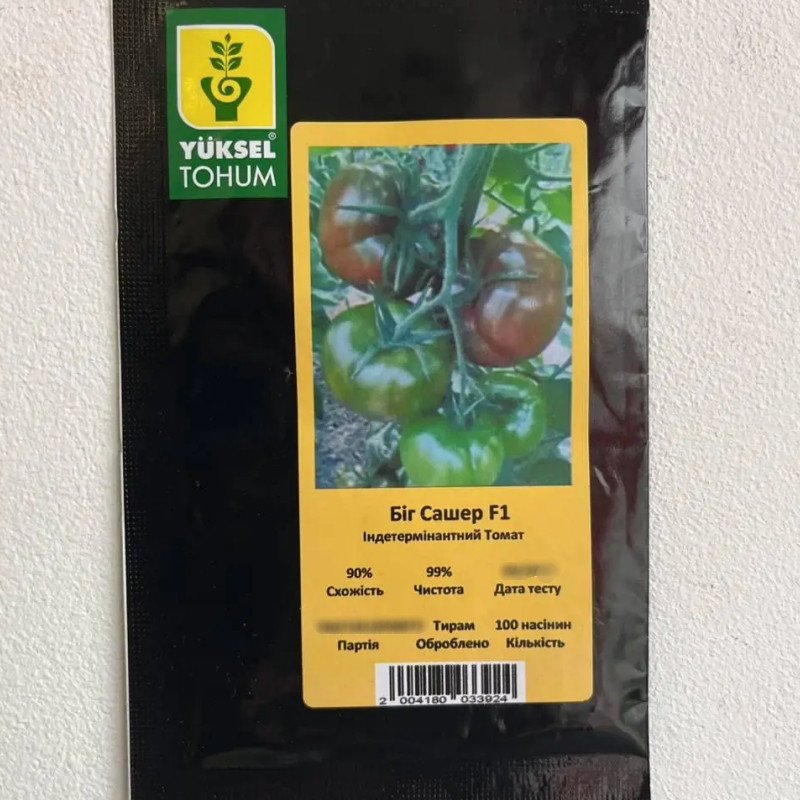 YÜKSEL®
TOHUM
Біг Сашер F1
Індетермінантний Томат
90% 99%
Схожість Чистота Дата тесту
Тирам 100 насінин
Партія Оброблено Кількість
2 004180 033924